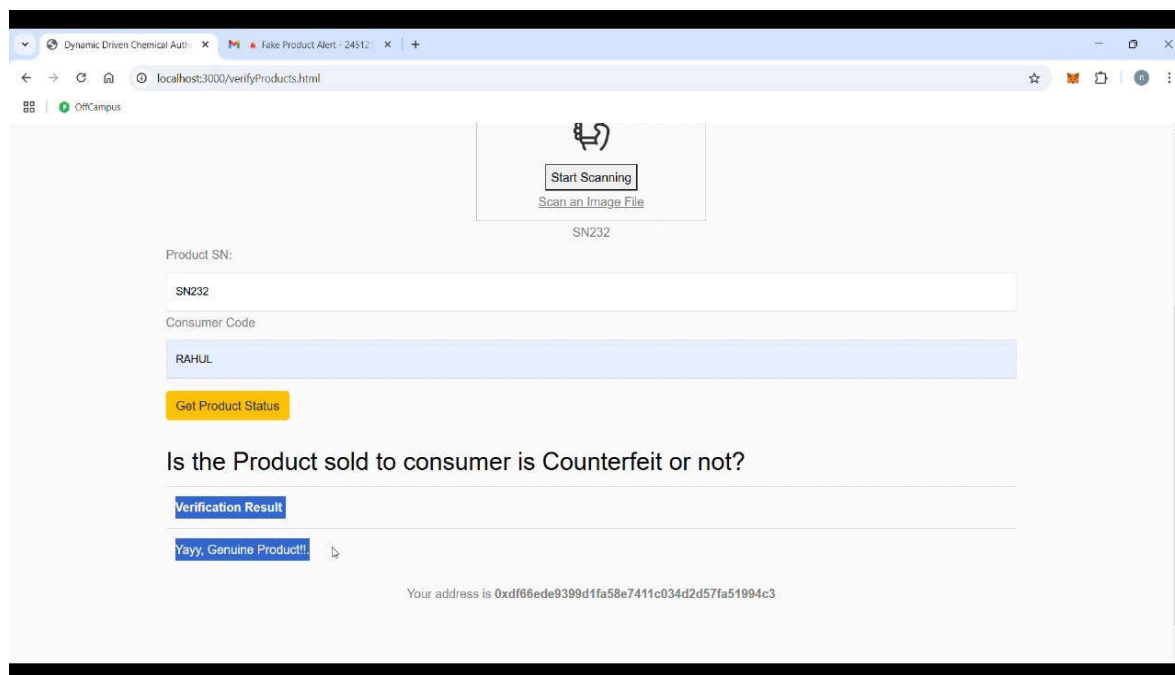 Dynamic Driven Chemical Auth
Fake Product Alert - 24512
localhost:3000/verifyProducts.html
n
OffCampus
Start Scanning
Scan an Image File
SN232
Product SN:
SN232
Consumer Code
RAHUL
Get Product Status
Is the Product sold to consumer is Counterfeit or not?
Verification Result
Yayy, Genuine Product!!.
Your address is 0xdf66ede9399d1fa58e7411c034d2d57fa51994c3